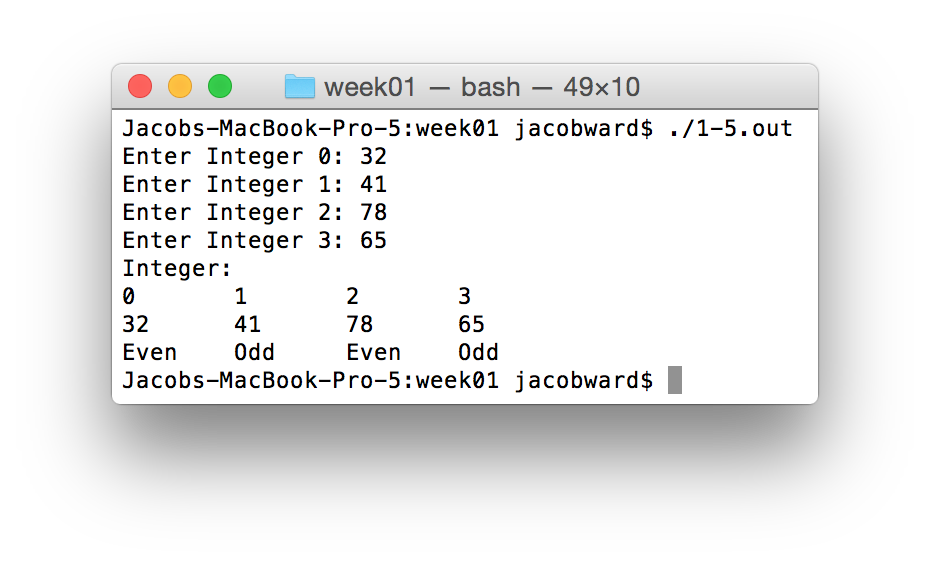 week01 — bash — 49×10
Jacobs-MacBook-Pro-5:week01 jacobward$ ./1-5.out
Enter Integer 0: 32
Enter Integer 1: 41
Enter Integer 2: 78
Enter Integer 3: 65
Integer:
0 1 2 3
32 41 78 65
Even Odd Even Odd
Jacobs-MacBook-Pro-5:week01 jacobward$